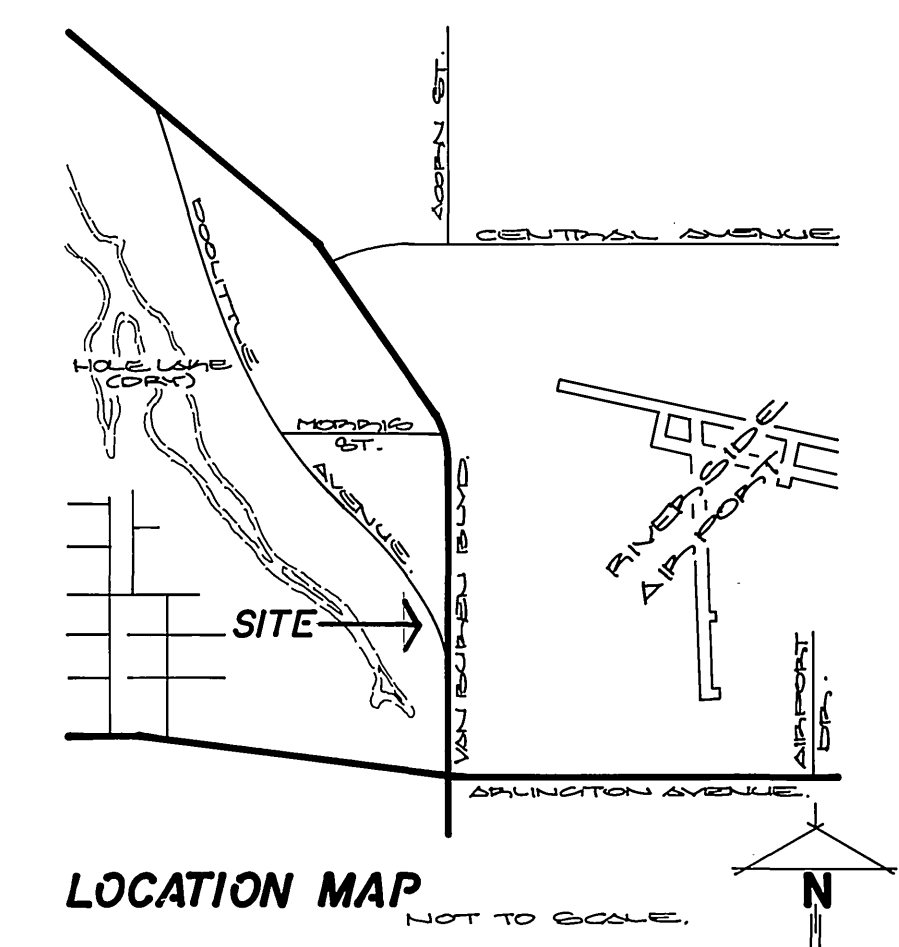 ACORN ST.
CENTRAL AVENUE
DOOLITTLE
HOLE LAKE
(DRY)
MORRIS
ST.
AVENUE.
RIVERSIDE
AIRPORT
VAN BUREN BLVD.
SITE
AIRPORT
DR.
ARLINGTON AVENUE.
LOCATION MAP
N
NOT TO SCALE.